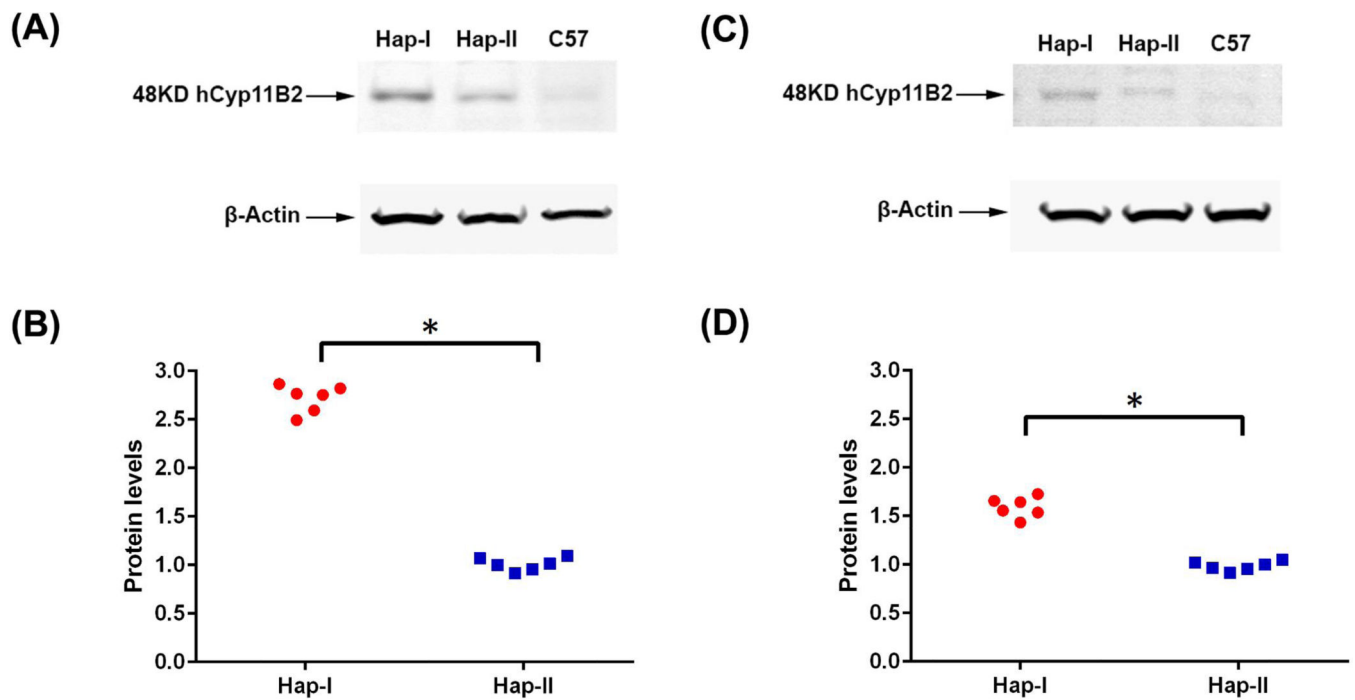 (A)
Hap-I Hap-II C57
48KD hCyp11B2
β-Actin
(B)
*
Protein levels
3.0
2.5
2.0
1.5
1.0
0.5
0.0
Hap-I Hap-II
(C)
Hap-I Hap-II C57
48KD hCyp11B2
β-Actin
(D)
*
Protein levels
3.0
2.5
2.0
1.5
1.0
0.5
0.0
Hap-I Hap-II